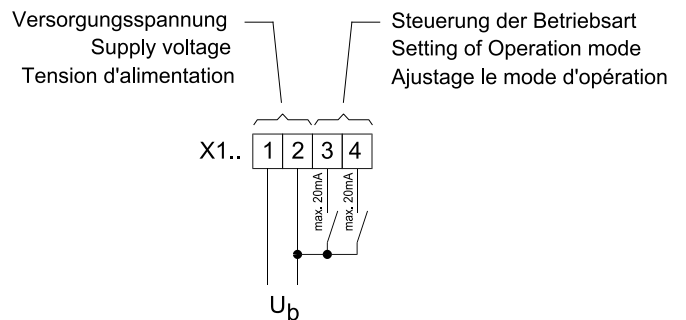 Versorgungsspannung
Supply voltage
Tension d'alimentation
Steuerung der Betriebsart
Setting of Operation mode
Ajustage le mode d'opération
X1.. 1 2 3 4
max. 20mA
max. 20mA
Ub